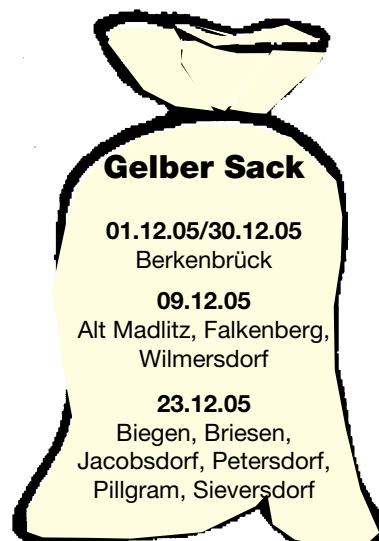 Gelber Sack
01.12.05/30.12.05
Berkenbrück
09.12.05
Alt Madlitz, Falkenberg,
Wilmersdorf
23.12.05
Biegen, Briesen,
Jacobsdorf, Petersdorf,
Pillgram, Sieversdorf